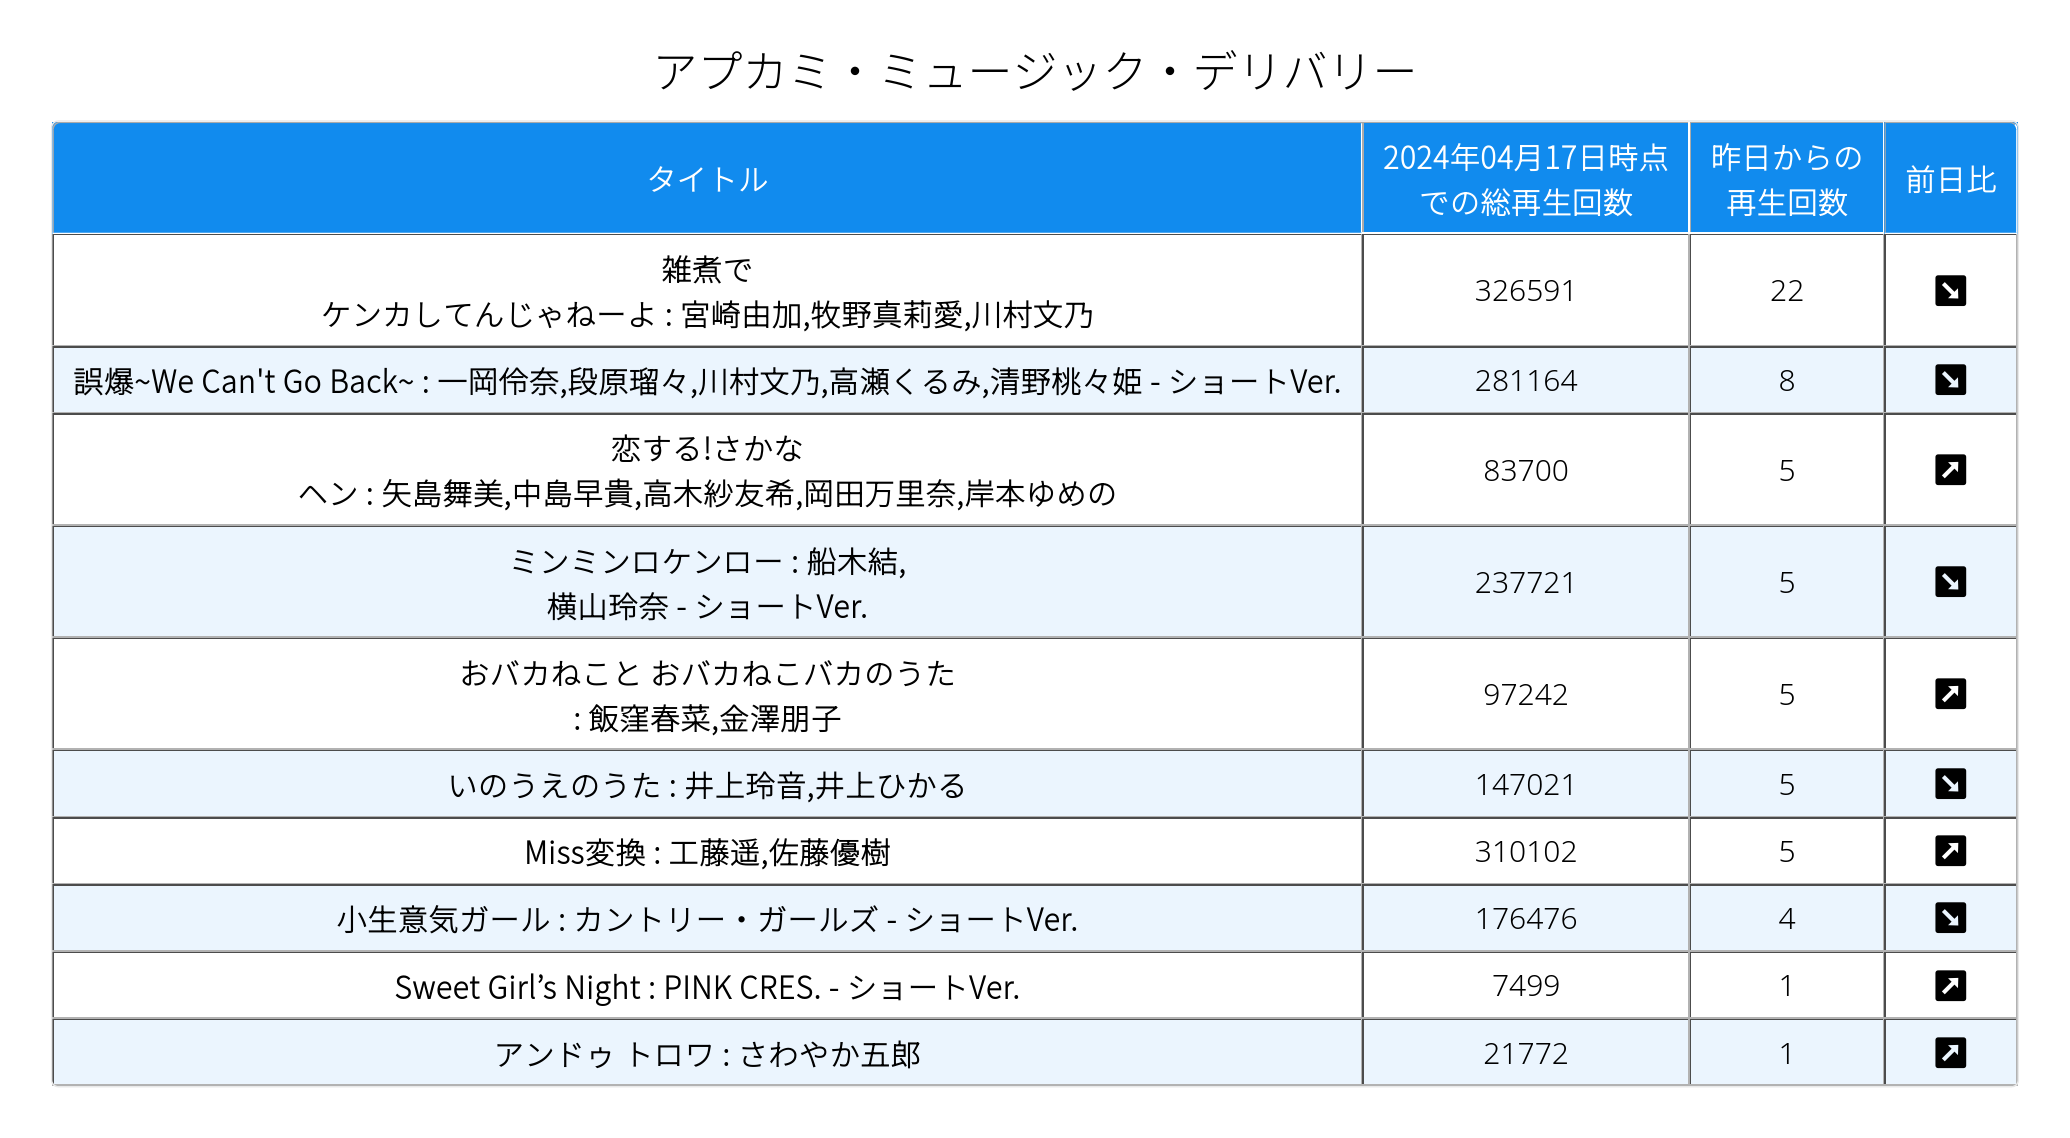 アプカミ・ミュージック・デリバリー
タイトル
2024年04月17日時点
での総再生回数
昨日からの
再生回数
前日比
雑煮で
ケンカしてんじゃねーよ : 宮崎由加,牧野真莉愛,川村文乃
326591
22
誤爆~We Can't Go Back~ : 一岡伶奈,段原瑠々,川村文乃,高瀬くるみ,清野桃々姫 - ショートVer.
281164
8
恋する!さかな
ヘン : 矢島舞美,中島早貴,高木紗友希,岡田万里奈,岸本ゆめの
83700
5
ミンミンロケンロー : 船木結,
横山玲奈 - ショートVer.
237721
5
おバカねこと おバカねこバカのうた
: 飯窪春菜,金澤朋子
97242
5
いのうえのうた : 井上玲音,井上ひかる
147021
5
Miss変換 : 工藤遥,佐藤優樹
310102
5
小生意気ガール : カントリー・ガールズ - ショートVer.
176476
4
Sweet Girl’s Night : PINK CRES. - ショートVer.
7499
1
アンドゥ トロワ : さわやか五郎
21772
1